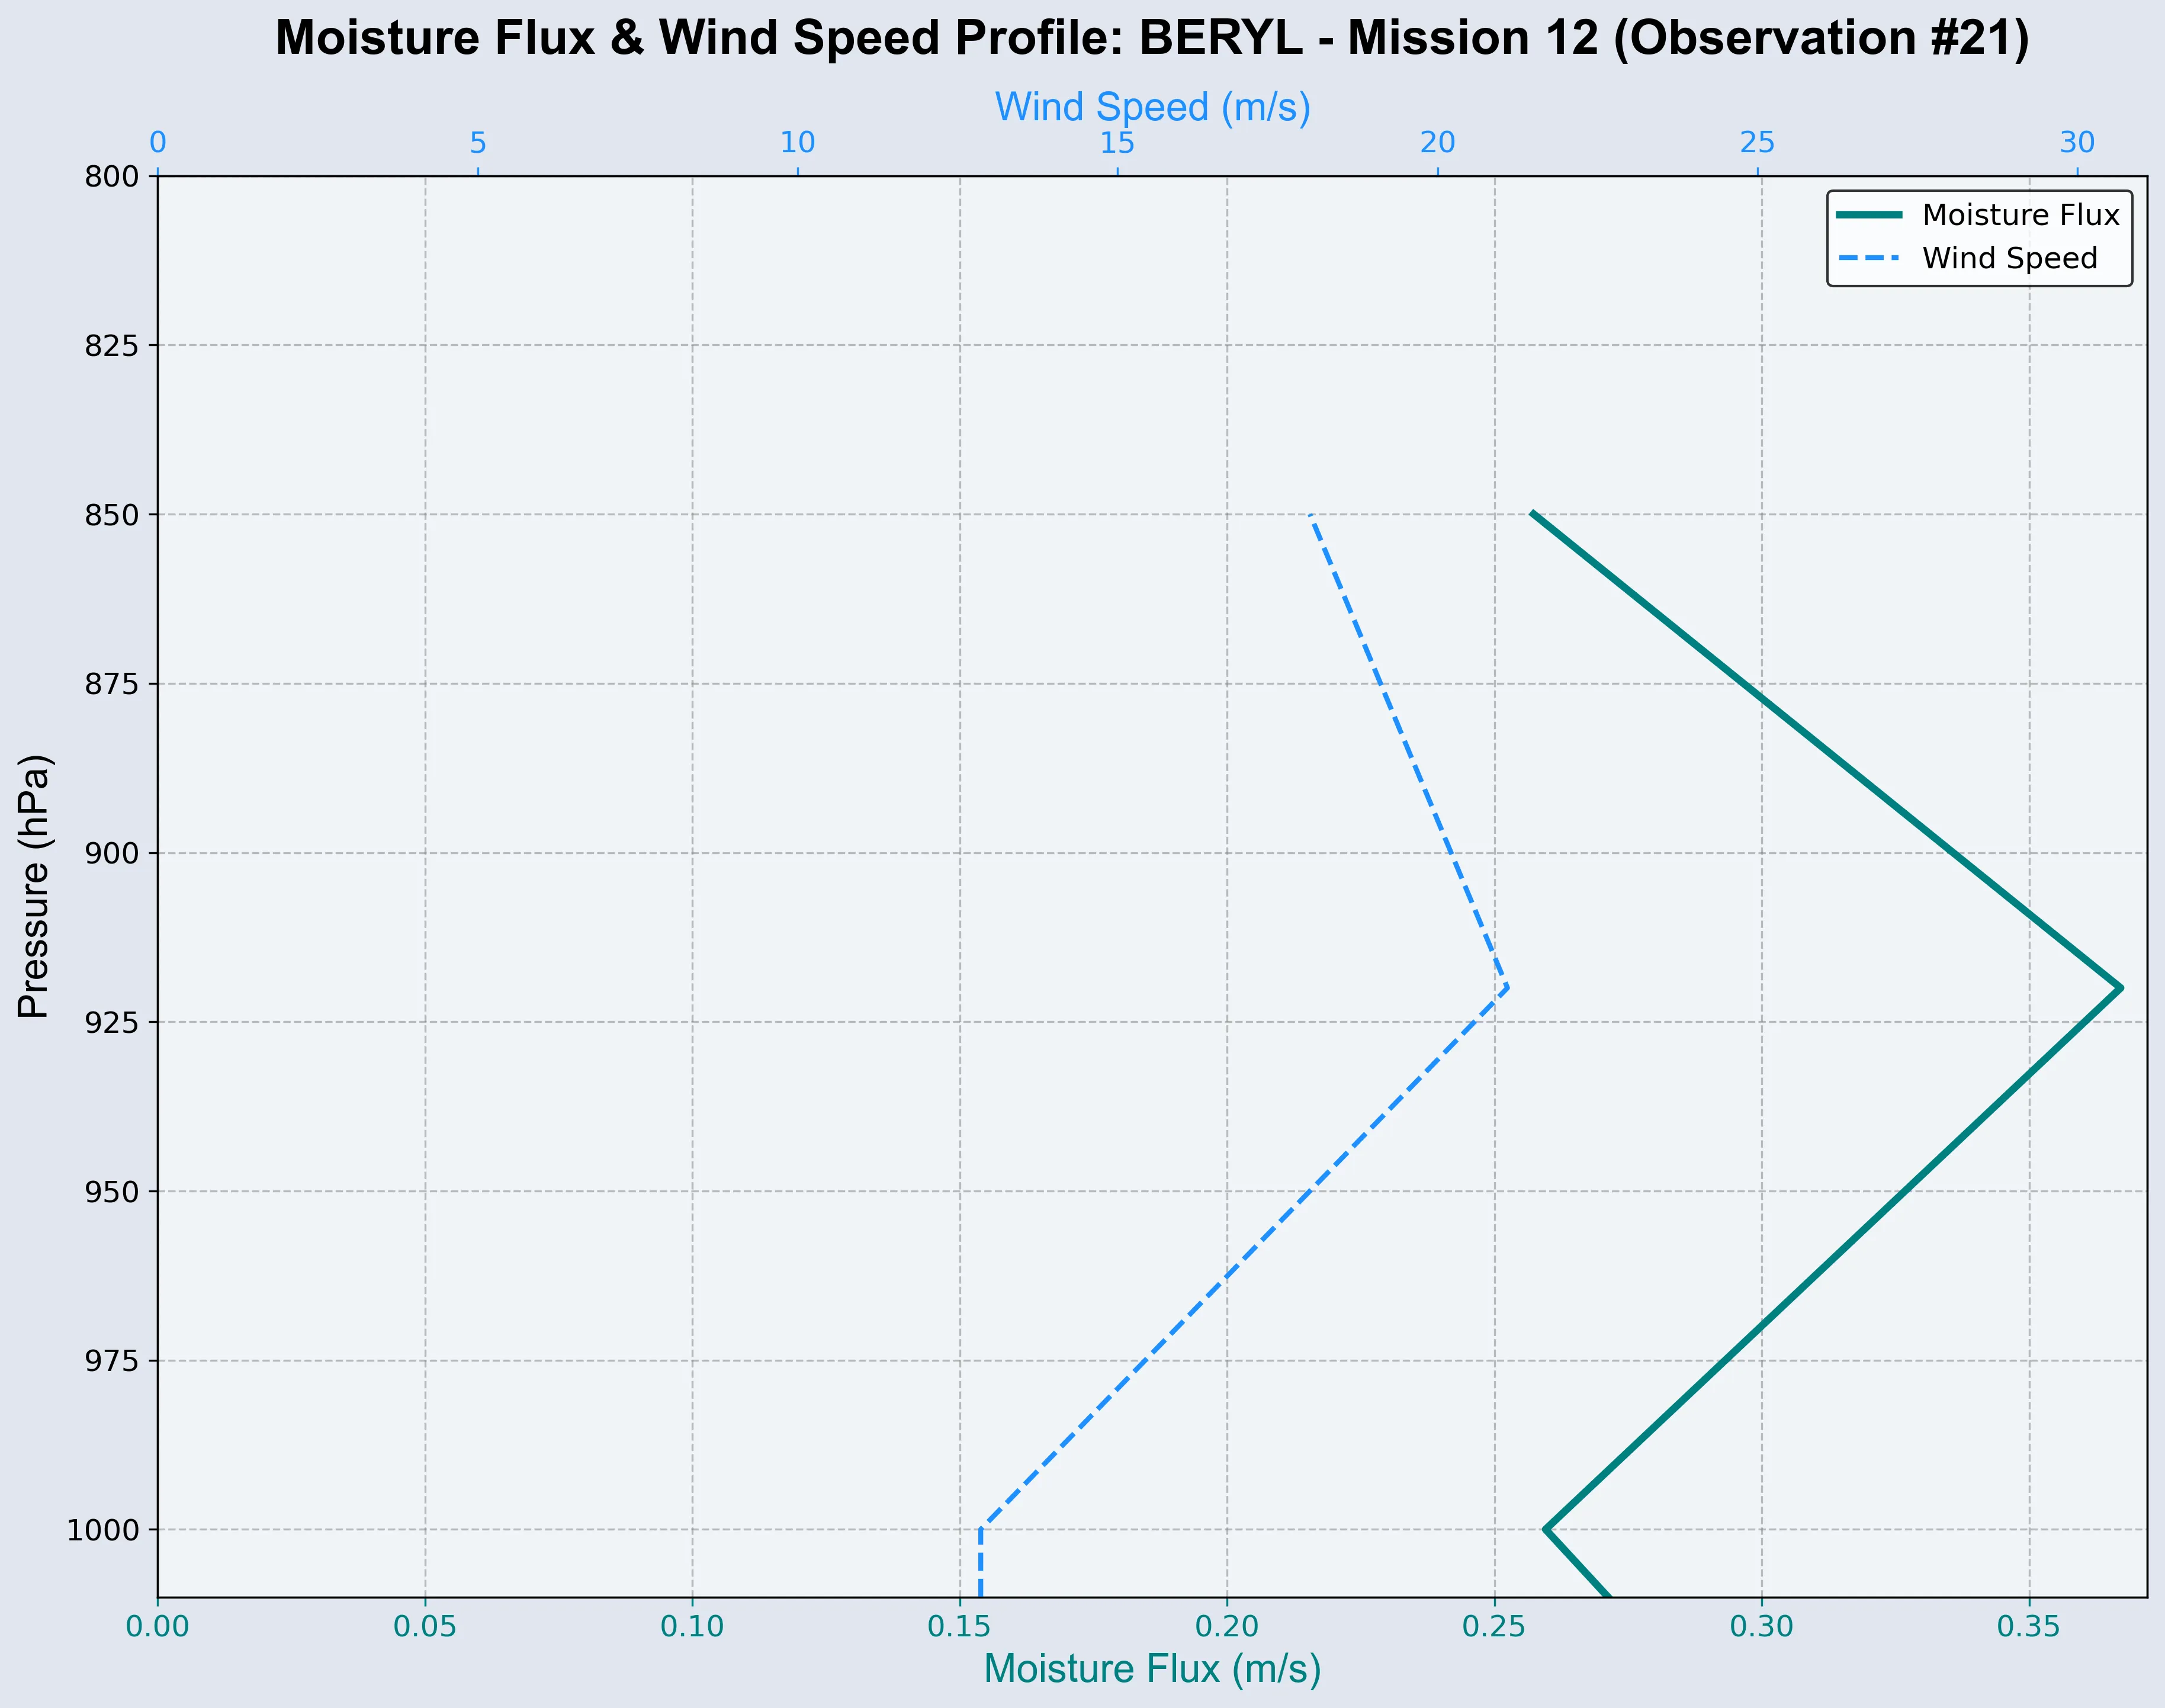 Moisture Flux & Wind Speed Profile: BERYL - Mission 12 (Observation #21)
Wind Speed (m/s)
0 5 10 15 20 25 30
Moisture Flux
Wind Speed
800
825
850
875
900
925
950
975
1000
Pressure (hPa)
0.00 0.05 0.10 0.15 0.20 0.25 0.30 0.35
Moisture Flux (m/s)